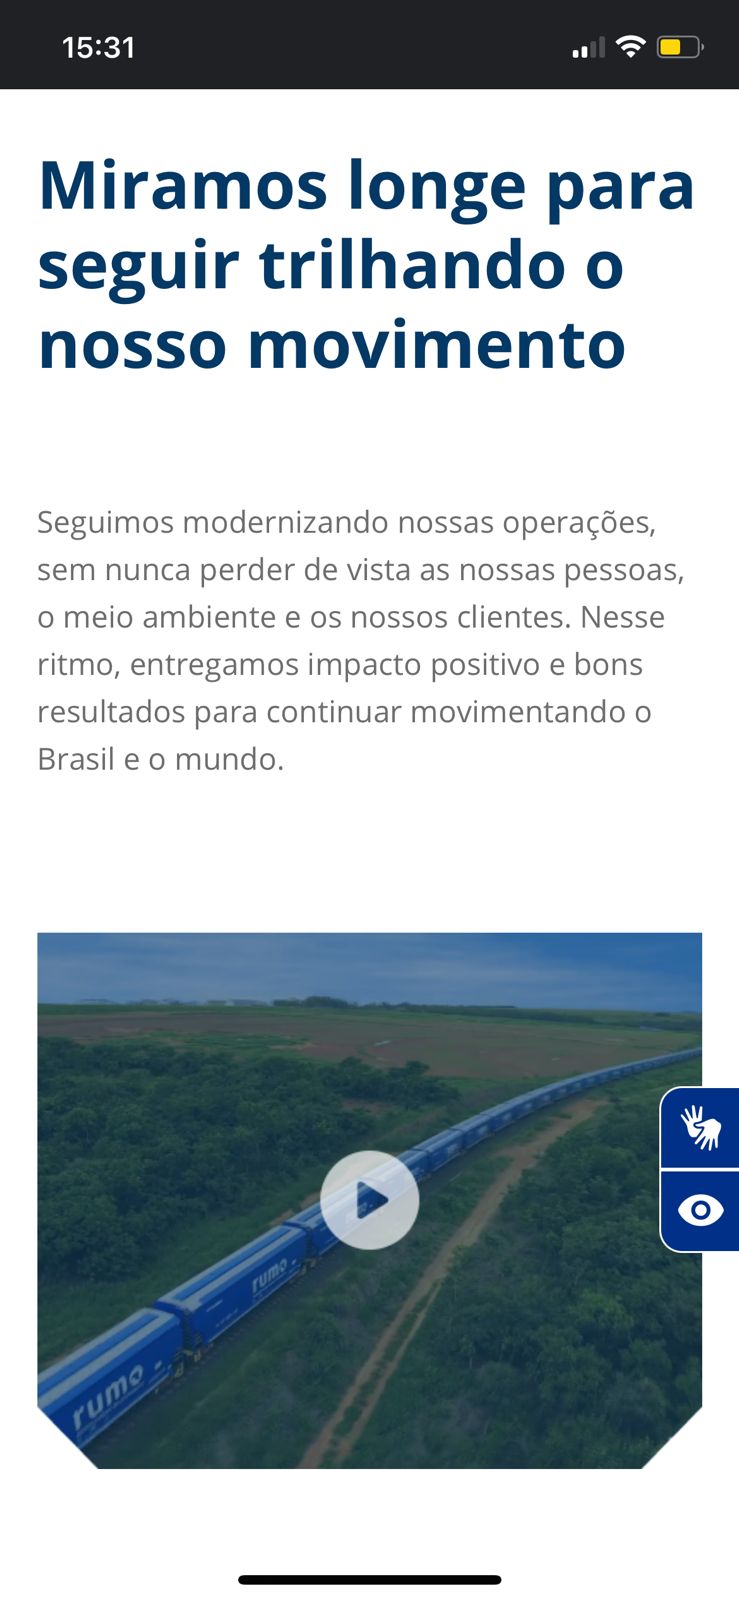 15:31
Miramos longe para
seguir trilhando o
nosso movimento
Seguimos modernizando nossas operações,
sem nunca perder de vista as nossas pessoas,
o meio ambiente e os nossos clientes. Nesse
ritmo, entregamos impacto positivo e bons
resultados para continuar movimentando o
Brasil e o mundo.
rumo
rumo